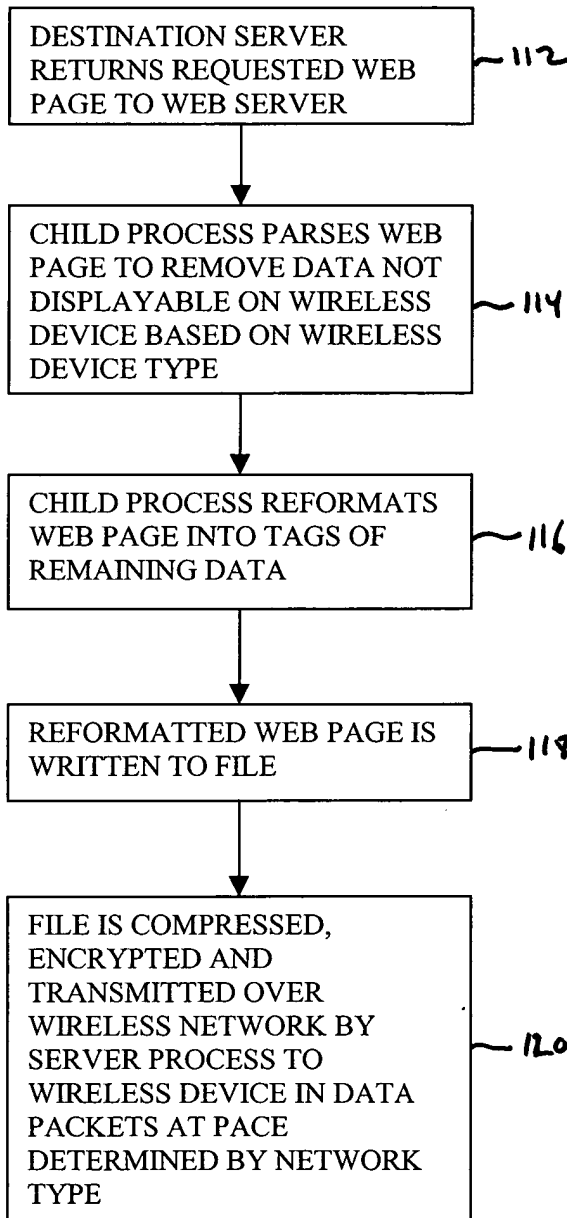 DESTINATION SERVER
RETURNS REQUESTED WEB
PAGE TO WEB SERVER
112
CHILD PROCESS PARSES WEB
PAGE TO REMOVE DATA NOT
DISPLAYABLE ON WIRELESS
DEVICE BASED ON WIRELESS
DEVICE TYPE
114
CHILD PROCESS REFORMATS
WEB PAGE INTO TAGS OF
REMAINING DATA
116
REFORMATTED WEB PAGE IS
WRITTEN TO FILE
118
FILE IS COMPRESSED,
ENCRYPTED AND
TRANSMITTED OVER
WIRELESS NETWORK BY
SERVER PROCESS TO
WIRELESS DEVICE IN DATA
PACKETS AT PACE
DETERMINED BY NETWORK
TYPE
120